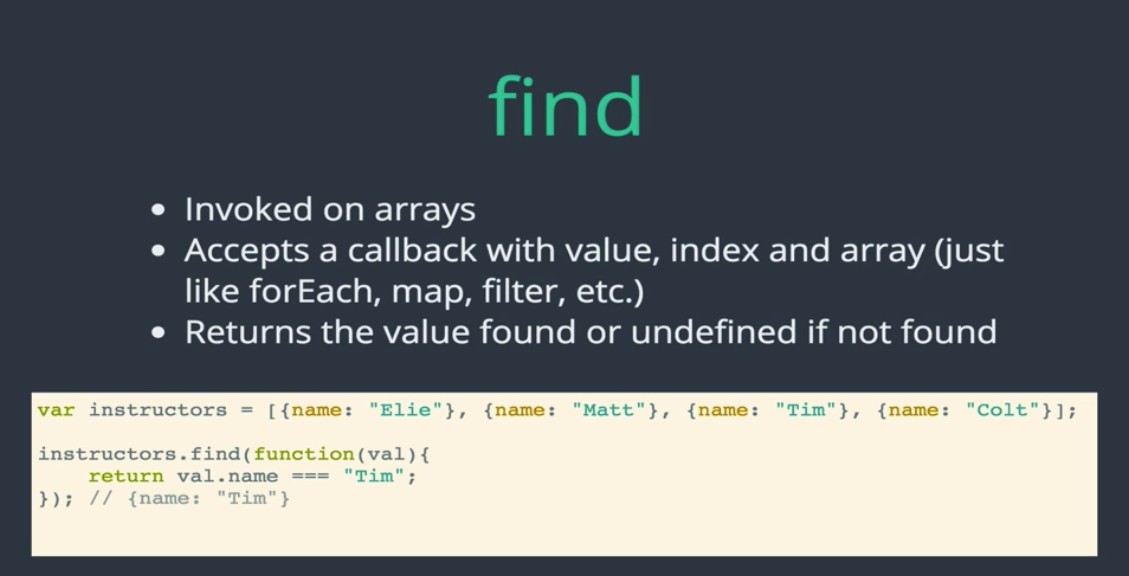 find
• Invoked on arrays
• Accepts a callback with value, index and array (just
like forEach, map, filter, etc.)
• Returns the value found or undefined if not found
var instructors = [{name: "Elie"}, {name: "Matt"}, {name: "Tim"}, {name: "Colt"}];
instructors.find(function(val){
    return val.name === "Tim";
}); // {name: "Tim"}